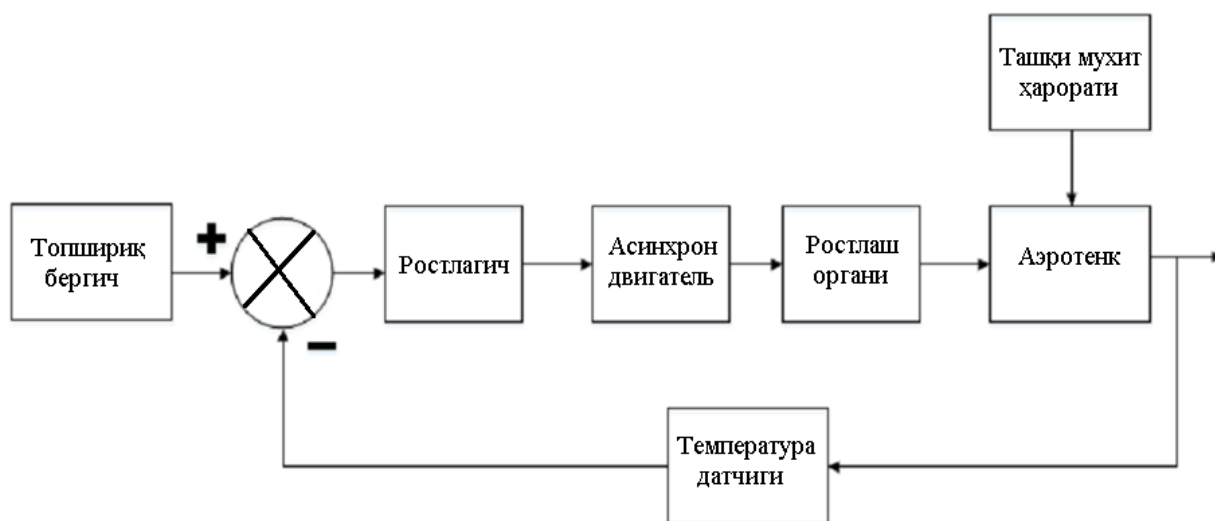 Ташқи мухит
ҳарорати
Топшириқ
бергич
+
Ростлагич
Асинхрон
двигатель
Ростлаш
органи
Аэротенк
−
Температура
датчиги